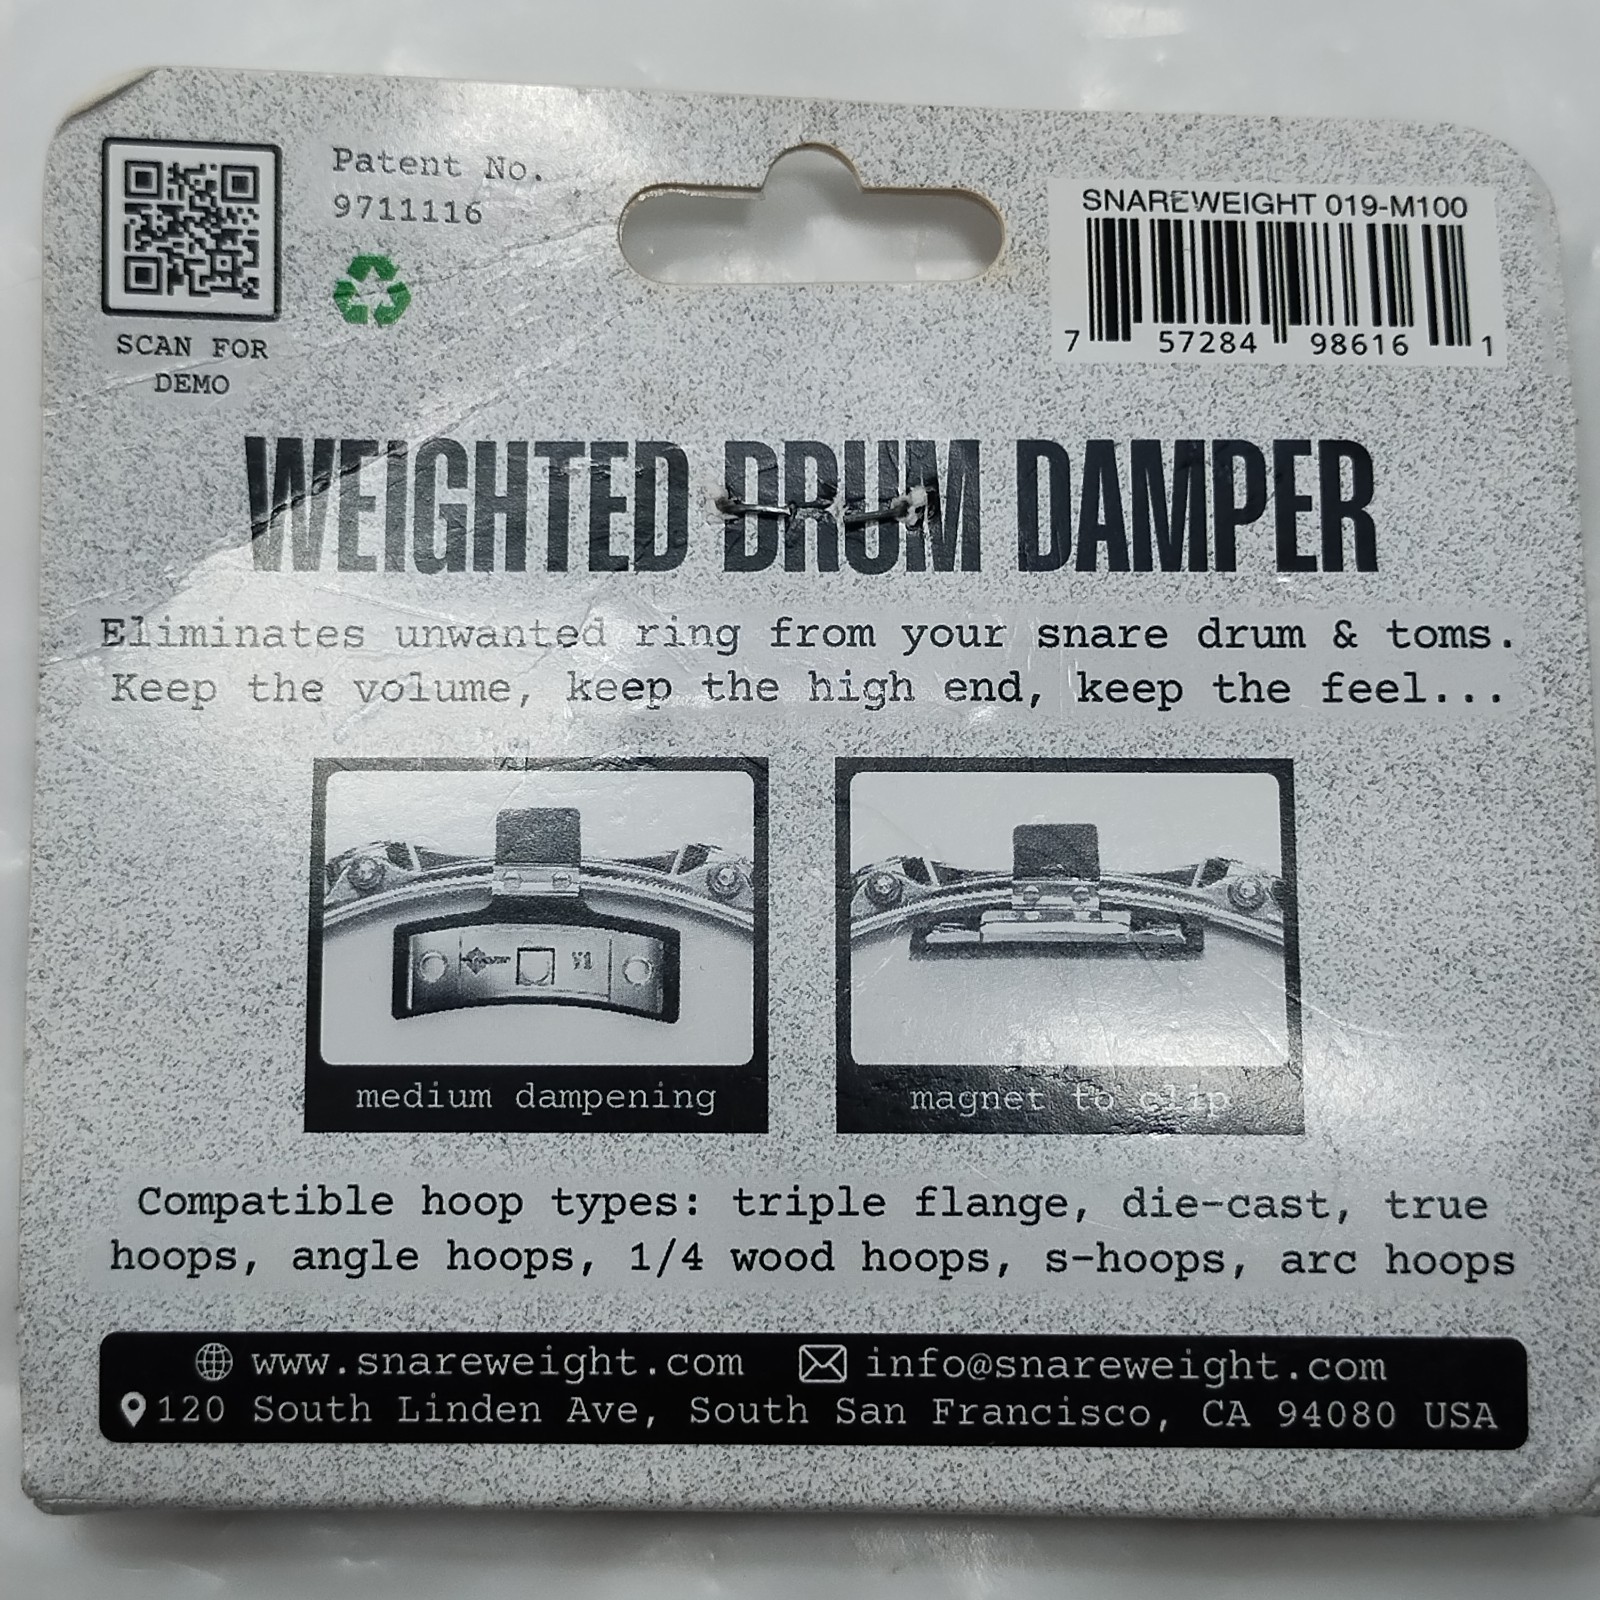 Patent No.
9711116
SCAN FOR
DEMO
SNAREWEIGHT 019-M100
7 57284 98616 1
WEIGHTED DRUM DAMPER
Eliminates unwanted ring from your snare drum & toms.
Keep the volume, keep the high end, keep the feel...
medium dampening
magnet to clip
Compatible hoop types: triple flange, die-cast, true
hoops, angle hoops, 1/4 wood hoops, s-hoops, arc hoops
www.snareweight.com info@snareweight.com
120 South Linden Ave, South San Francisco, CA 94080 USA